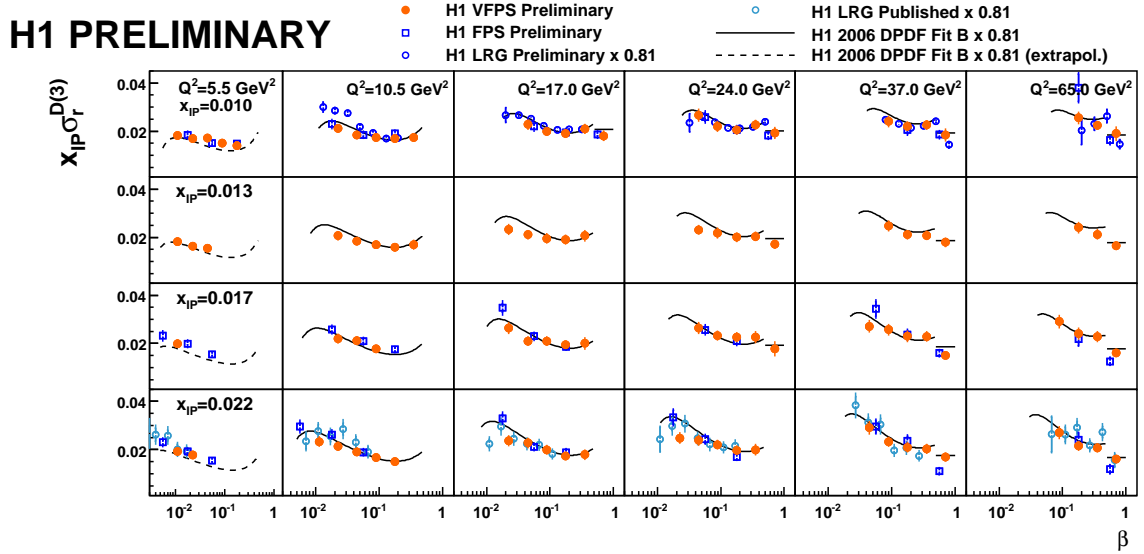 H1 PRELIMINARY
H1 VFPS Preliminary
H1 FPS Preliminary
H1 LRG Preliminary x 0.81
H1 LRG Published x 0.81
H1 2006 DPDF Fit B x 0.81
H1 2006 DPDF Fit B x 0.81 (extrapol.)
x_IP σ_r^D(3)
Q²=5.5 GeV² Q²=10.5 GeV² Q²=17.0 GeV² Q²=24.0 GeV² Q²=37.0 GeV² Q²=65.0 GeV²
x_IP=0.010
0.04
0.02
x_IP=0.013
0.04
0.02
x_IP=0.017
0.04
0.02
x_IP=0.022
0.04
0.02
10⁻² 10⁻¹ 1 10⁻² 10⁻¹ 1 10⁻² 10⁻¹ 1 10⁻² 10⁻¹ 1 10⁻² 10⁻¹ 1 10⁻² 10⁻¹ 1
β